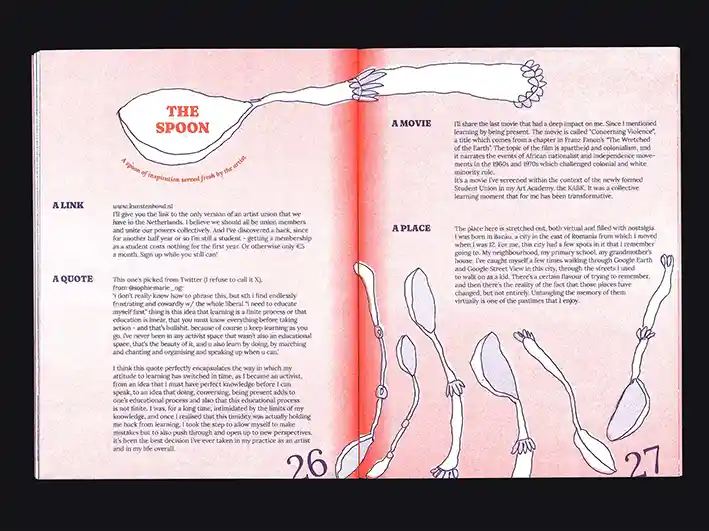 THE
SPOON
A spoon of inspiration served fresh by the artist
A LINK
www.kunstenbond.nl
I'll give you the link to the only version of an artist union that we
have in the Netherlands. I believe we should all be union members
and unite our powers collectively. And I've discovered a hack, since
for another half year or so I'm still a student - getting a membership
as a student costs nothing for the first year. Or otherwise only €5
a month. Sign up while you still can!
A QUOTE
This one's picked from Twitter (I refuse to call it X),
from @sophiemarie_og:
'I don't really know how to phrase this, but sth i find endlessly
frustrating and cowardly w/ the whole liberal "i need to educate
myself first" thing is this idea that learning is a finite process or that
education is linear, that you must know everything before taking
action - and that's bullshit, because of course u keep learning as you
go, i've never been in any activist space that wasn't also an educational
space, that's the beauty of it, and u also learn by doing, by marching
and chanting and organising and speaking up when u can.'
I think this quote perfectly encapsulates the way in which my
attitude to learning has switched in time, as I became an activist,
from an idea that I must have perfect knowledge before I can
speak, to an idea that doing, conversing, being present adds to
one's educational process and also that this educational process
is not finite. I was, for a long time, intimidated by the limits of my
knowledge, and once I realised that this timidity was actually holding
me back from learning, I took the step to allow myself to make
mistakes but to also push through and open up to new perspectives.
it's been the best decision I've ever taken in my practice as an artist
and in my life overall.
26
A MOVIE
I'll share the last movie that had a deep impact on me. Since I mentioned
learning by being present. The movie is called "Concerning Violence",
a title which comes from a chapter in Franz Fanon's "The Wretched
of the Earth". The topic of the film is apartheid and colonialism, and
it narrates the events of African nationalist and independence move-
ments in the 1960s and 1970s which challenged colonial and white
minority rule.
It's a movie I've screened within the context of the newly formed
Student Union in my Art Academy, the KABK. It was a collective
learning moment that for me has been transformative.
A PLACE
The place here is stretched out, both virtual and filled with nostalgia.
I was born in Bacău, a city in the east of Romania from which I moved
when I was 12. For me, this city had a few spots in it that I remember
going to. My neighbourhood, my primary school, my grandmother's
house. I've caught myself a few times walking through Google Earth
and Google Street View in this city, through the streets I used
to walk on as a kid. There's a certain flavour of trying to remember,
and then there's the reality of the fact that those places have
changed, but not entirely. Untangling the memory of them
virtually is one of the pastimes that I enjoy.
27